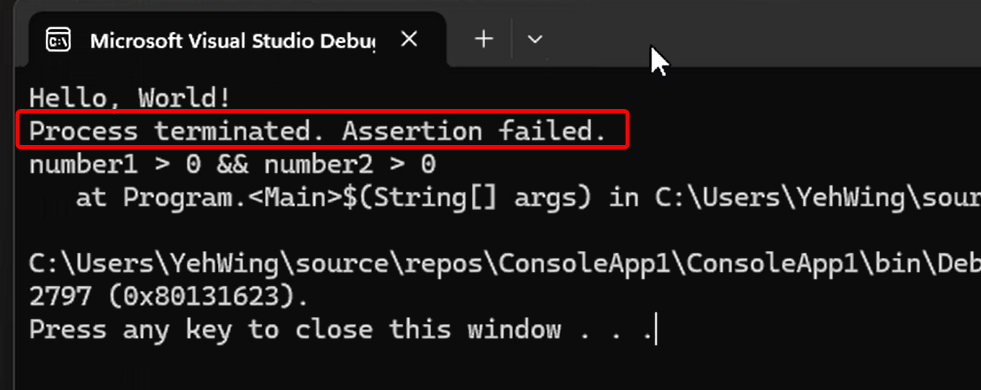 Microsoft Visual Studio Debu
Hello, World!
Process terminated. Assertion failed.
number1 > 0 && number2 > 0
   at Program.<Main>$(String[] args) in C:\Users\YehWing\sour
C:\Users\YehWing\source\repos\ConsoleApp1\ConsoleApp1\bin\Deb
2797 (0x80131623).
Press any key to close this window . . .